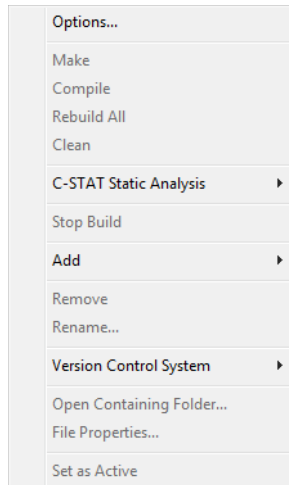 Options...
Make
Compile
Rebuild All
Clean
C-STAT Static Analysis
Stop Build
Add
Remove
Rename...
Version Control System
Open Containing Folder...
File Properties...
Set as Active